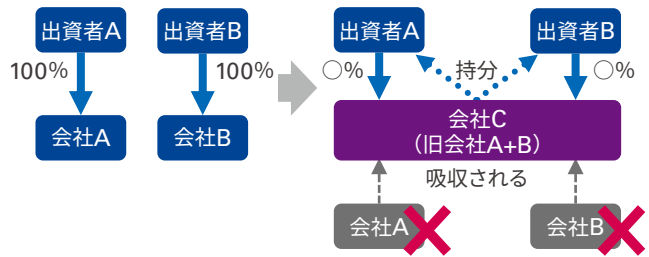 出資者A
出資者B
100%
100%
会社A
会社B
出資者A
出資者B
○%
持分
○%
会社C
（旧会社A+B）
吸収される
会社A
会社B